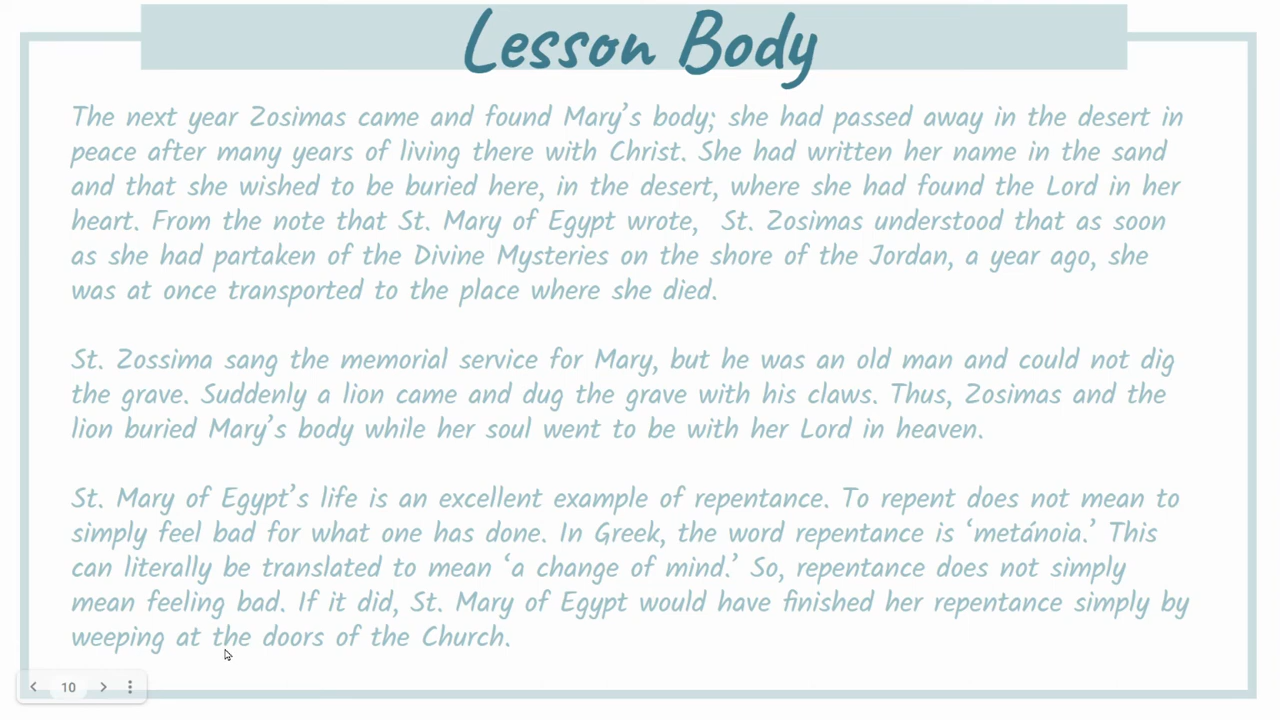 Lesson Body
The next year Zosimas came and found Mary's body; she had passed away in the desert in
peace after many years of living there with Christ. She had written her name in the sand
and that she wished to be buried here, in the desert, where she had found the Lord in her
heart. From the note that St. Mary of Egypt wrote,  St. Zosimas understood that as soon
as she had partaken of the Divine Mysteries on the shore of the Jordan, a year ago, she
was at once transported to the place where she died.
St. Zossima sang the memorial service for Mary, but he was an old man and could not dig
the grave. Suddenly a lion came and dug the grave with his claws. Thus, Zosimas and the
lion buried Mary's body while her soul went to be with her Lord in heaven.
St. Mary of Egypt's life is an excellent example of repentance. To repent does not mean to
simply feel bad for what one has done. In Greek, the word repentance is ‘metánoia.’ This
can literally be translated to mean ‘a change of mind.’ So, repentance does not simply
mean feeling bad. If it did, St. Mary of Egypt would have finished her repentance simply by
weeping at the doors of the Church.
10